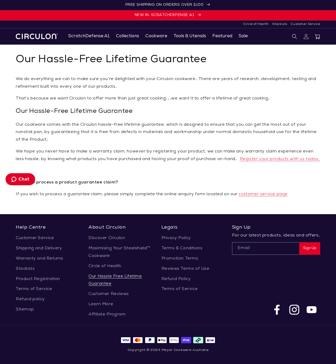 FREE SHIPPING ON ORDERS OVER $100 →
NEW IN: SCRATCHDEFENSE A1 →
Circle of Health
Warranty
Customer Service
CIRCULON
ScratchDefense A1
Collections
Cookware
Tools & Utensils
Featured
Sale
Our Hassle-Free Lifetime Guarantee
We do everything we can to make sure you're delighted with your Circulon cookware. There are years of research, development, testing and
refinement built into every one of our products.
That's because we want Circulon to offer more than just great cooking... we want it to offer a lifetime of great cooking.
Our Hassle-Free Lifetime Guarantee
Our cookware comes with the Circulon hassle-free lifetime guarantee, which is designed to ensure that you can get the most out of your
nonstick pan, by guaranteeing that it is free from defects in materials and workmanship under normal domestic household use for the lifetime
of the Product.
We hope you never have to make a warranty claim, however by registering your product, we can make any warranty claim experience even
less hassle, by knowing what products you have purchased and having your proof of purchase on-hand. Register your products with us today.
Chat
process a product guarantee claim?
If you wish to process a guarantee claim, please simply complete the online enquiry form located on our customer service page
Help Centre
Customer Service
Shipping and Delivery
Warranty and Returns
Stockists
Product Registration
Terms of Service
Refund policy
Sitemap
About Circulon
Discover Circulon
Maximising Your Steelshield™
Cookware
Circle of Health
Our Hassle Free Lifetime
Guarantee
Customer Reviews
Learn More
Affiliate Program
Legals
Privacy Policy
Terms & Conditions
Promotion Terms
Reviews Terms of Use
Refund Policy
Terms of Service
Sign Up
For our latest products, ideas and offers.
Email
Sign Up
Copyright © 2024 Meyer Cookware Australia